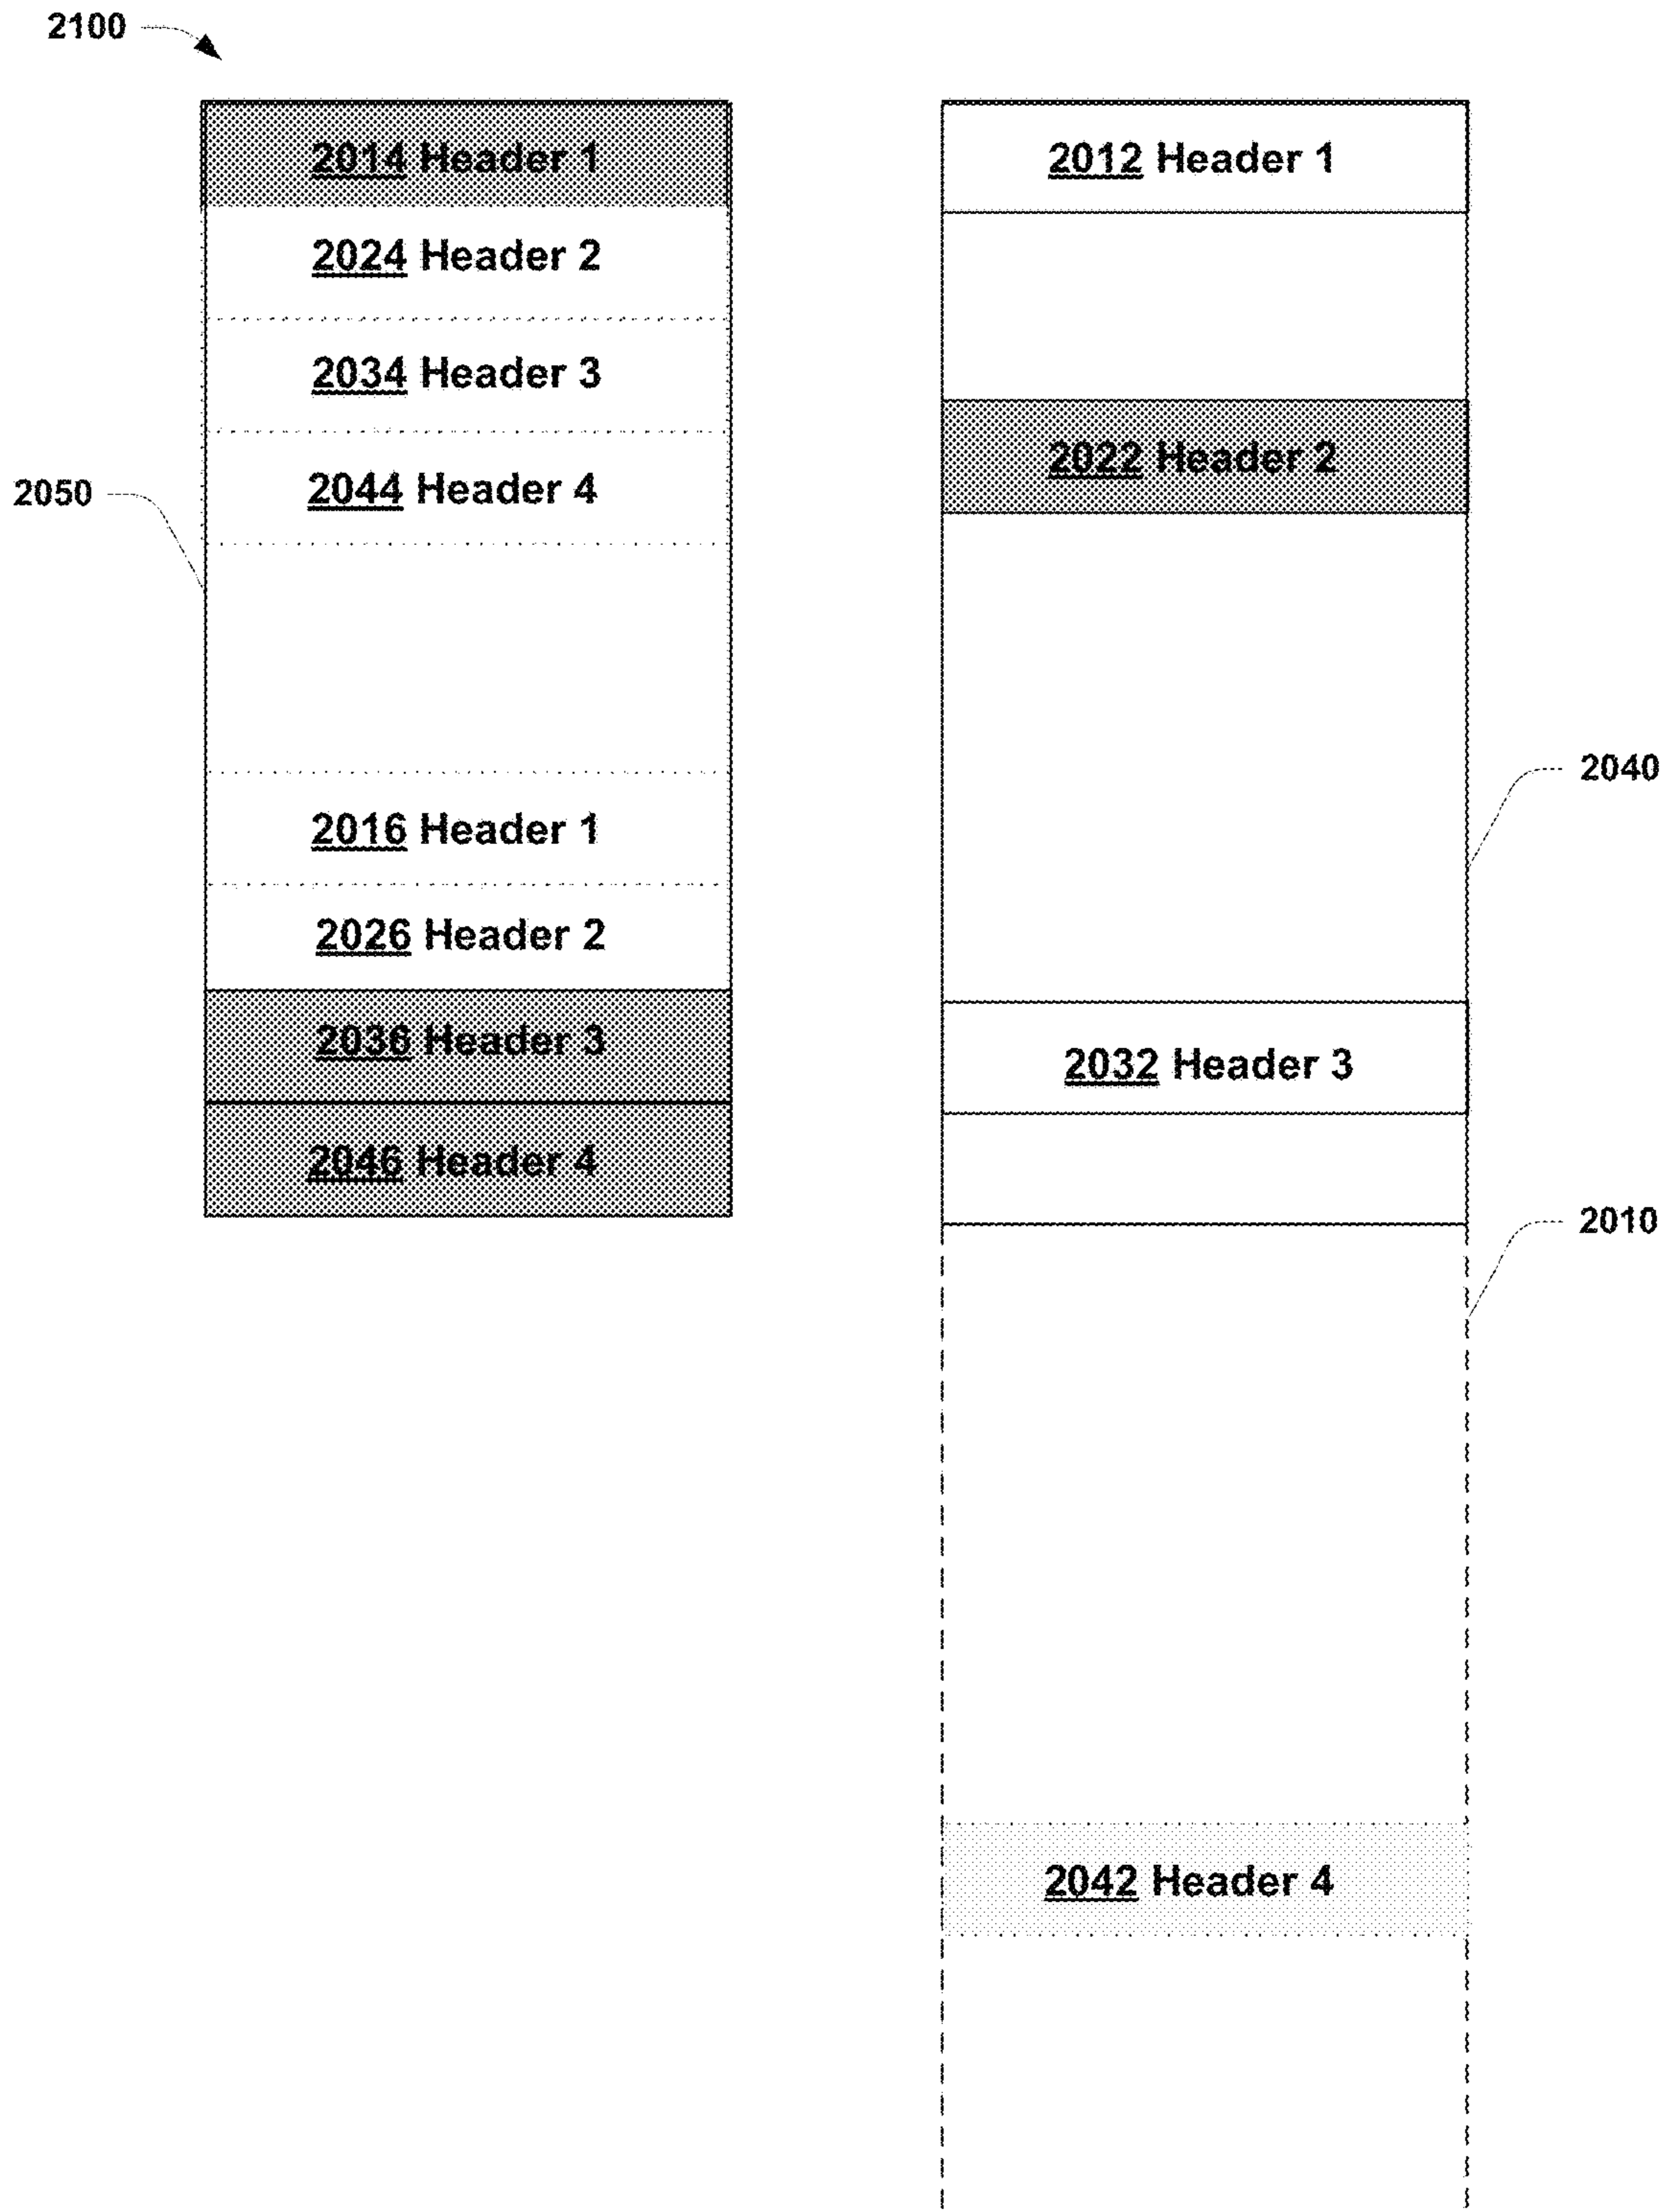 2100
2014 Header 1
2024 Header 2
2034 Header 3
2044 Header 4
2050
2016 Header 1
2026 Header 2
2036 Header 3
2046 Header 4
2012 Header 1
2022 Header 2
2040
2032 Header 3
2010
2042 Header 4